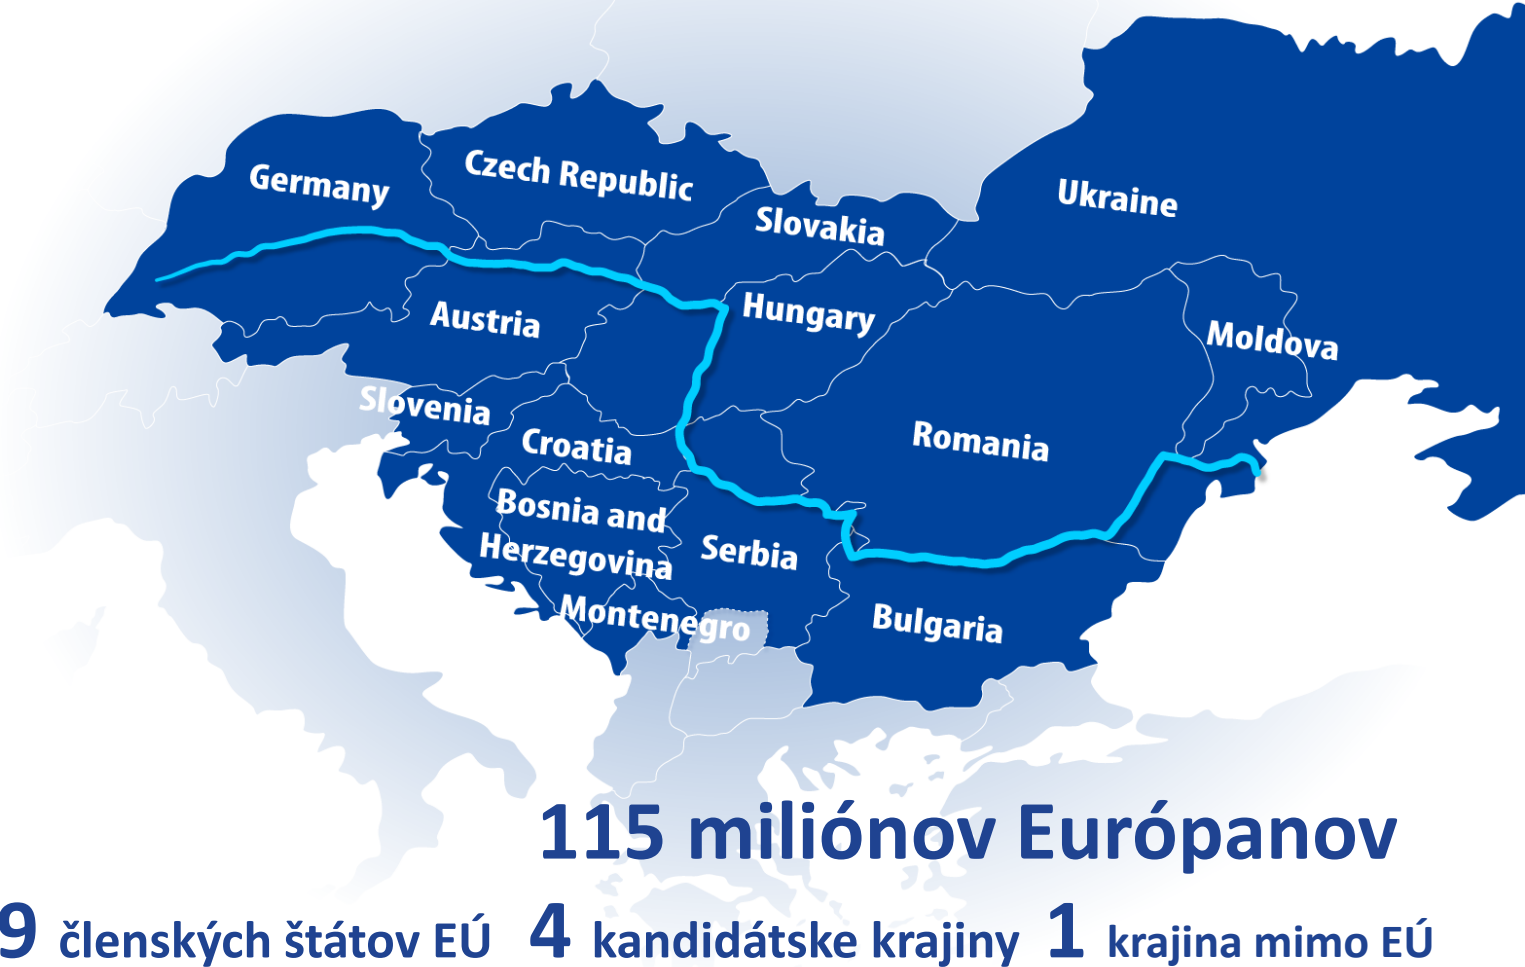 Germany
Czech Republic
Slovakia
Ukraine
Austria
Hungary
Moldova
Slovenia
Croatia
Romania
Bosnia and
Herzegovina
Serbia
Montenegro
Bulgaria
115 miliónov Európanov
9 členských štátov EÚ 4 kandidátske krajiny 1 krajina mimo EÚ